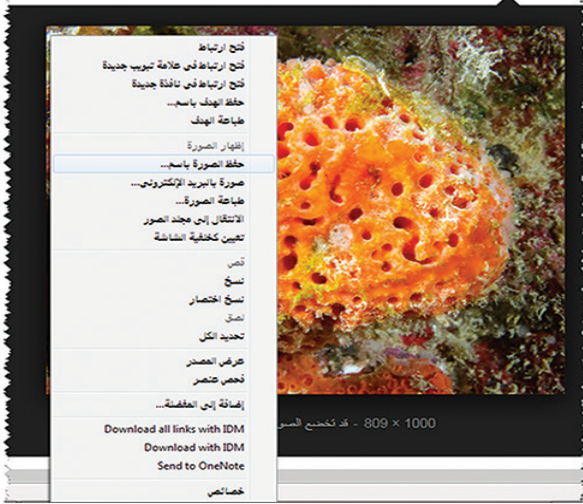 فتح ارتباط
فتح ارتباط في علامة تبويب جديدة
فتح ارتباط في نافذة جديدة
حفظ الهدف باسم...
طباعة الهدف
إظهار الصورة
حفظ الصورة باسم...
صورة بالبريد الإلكتروني...
طباعة الصورة...
الانتقال إلى مجلد الصور
تعيين كخلفية الشاشة
قص
نسخ
نسخ اختصار
لصق
تحديد الكل
عرض المصدر
فحص عنصر
إضافة إلى المفضلة...
Download all links with IDM
Download with IDM
Send to OneNote
خصائص
809 × 1000 - قد تخضع الصو